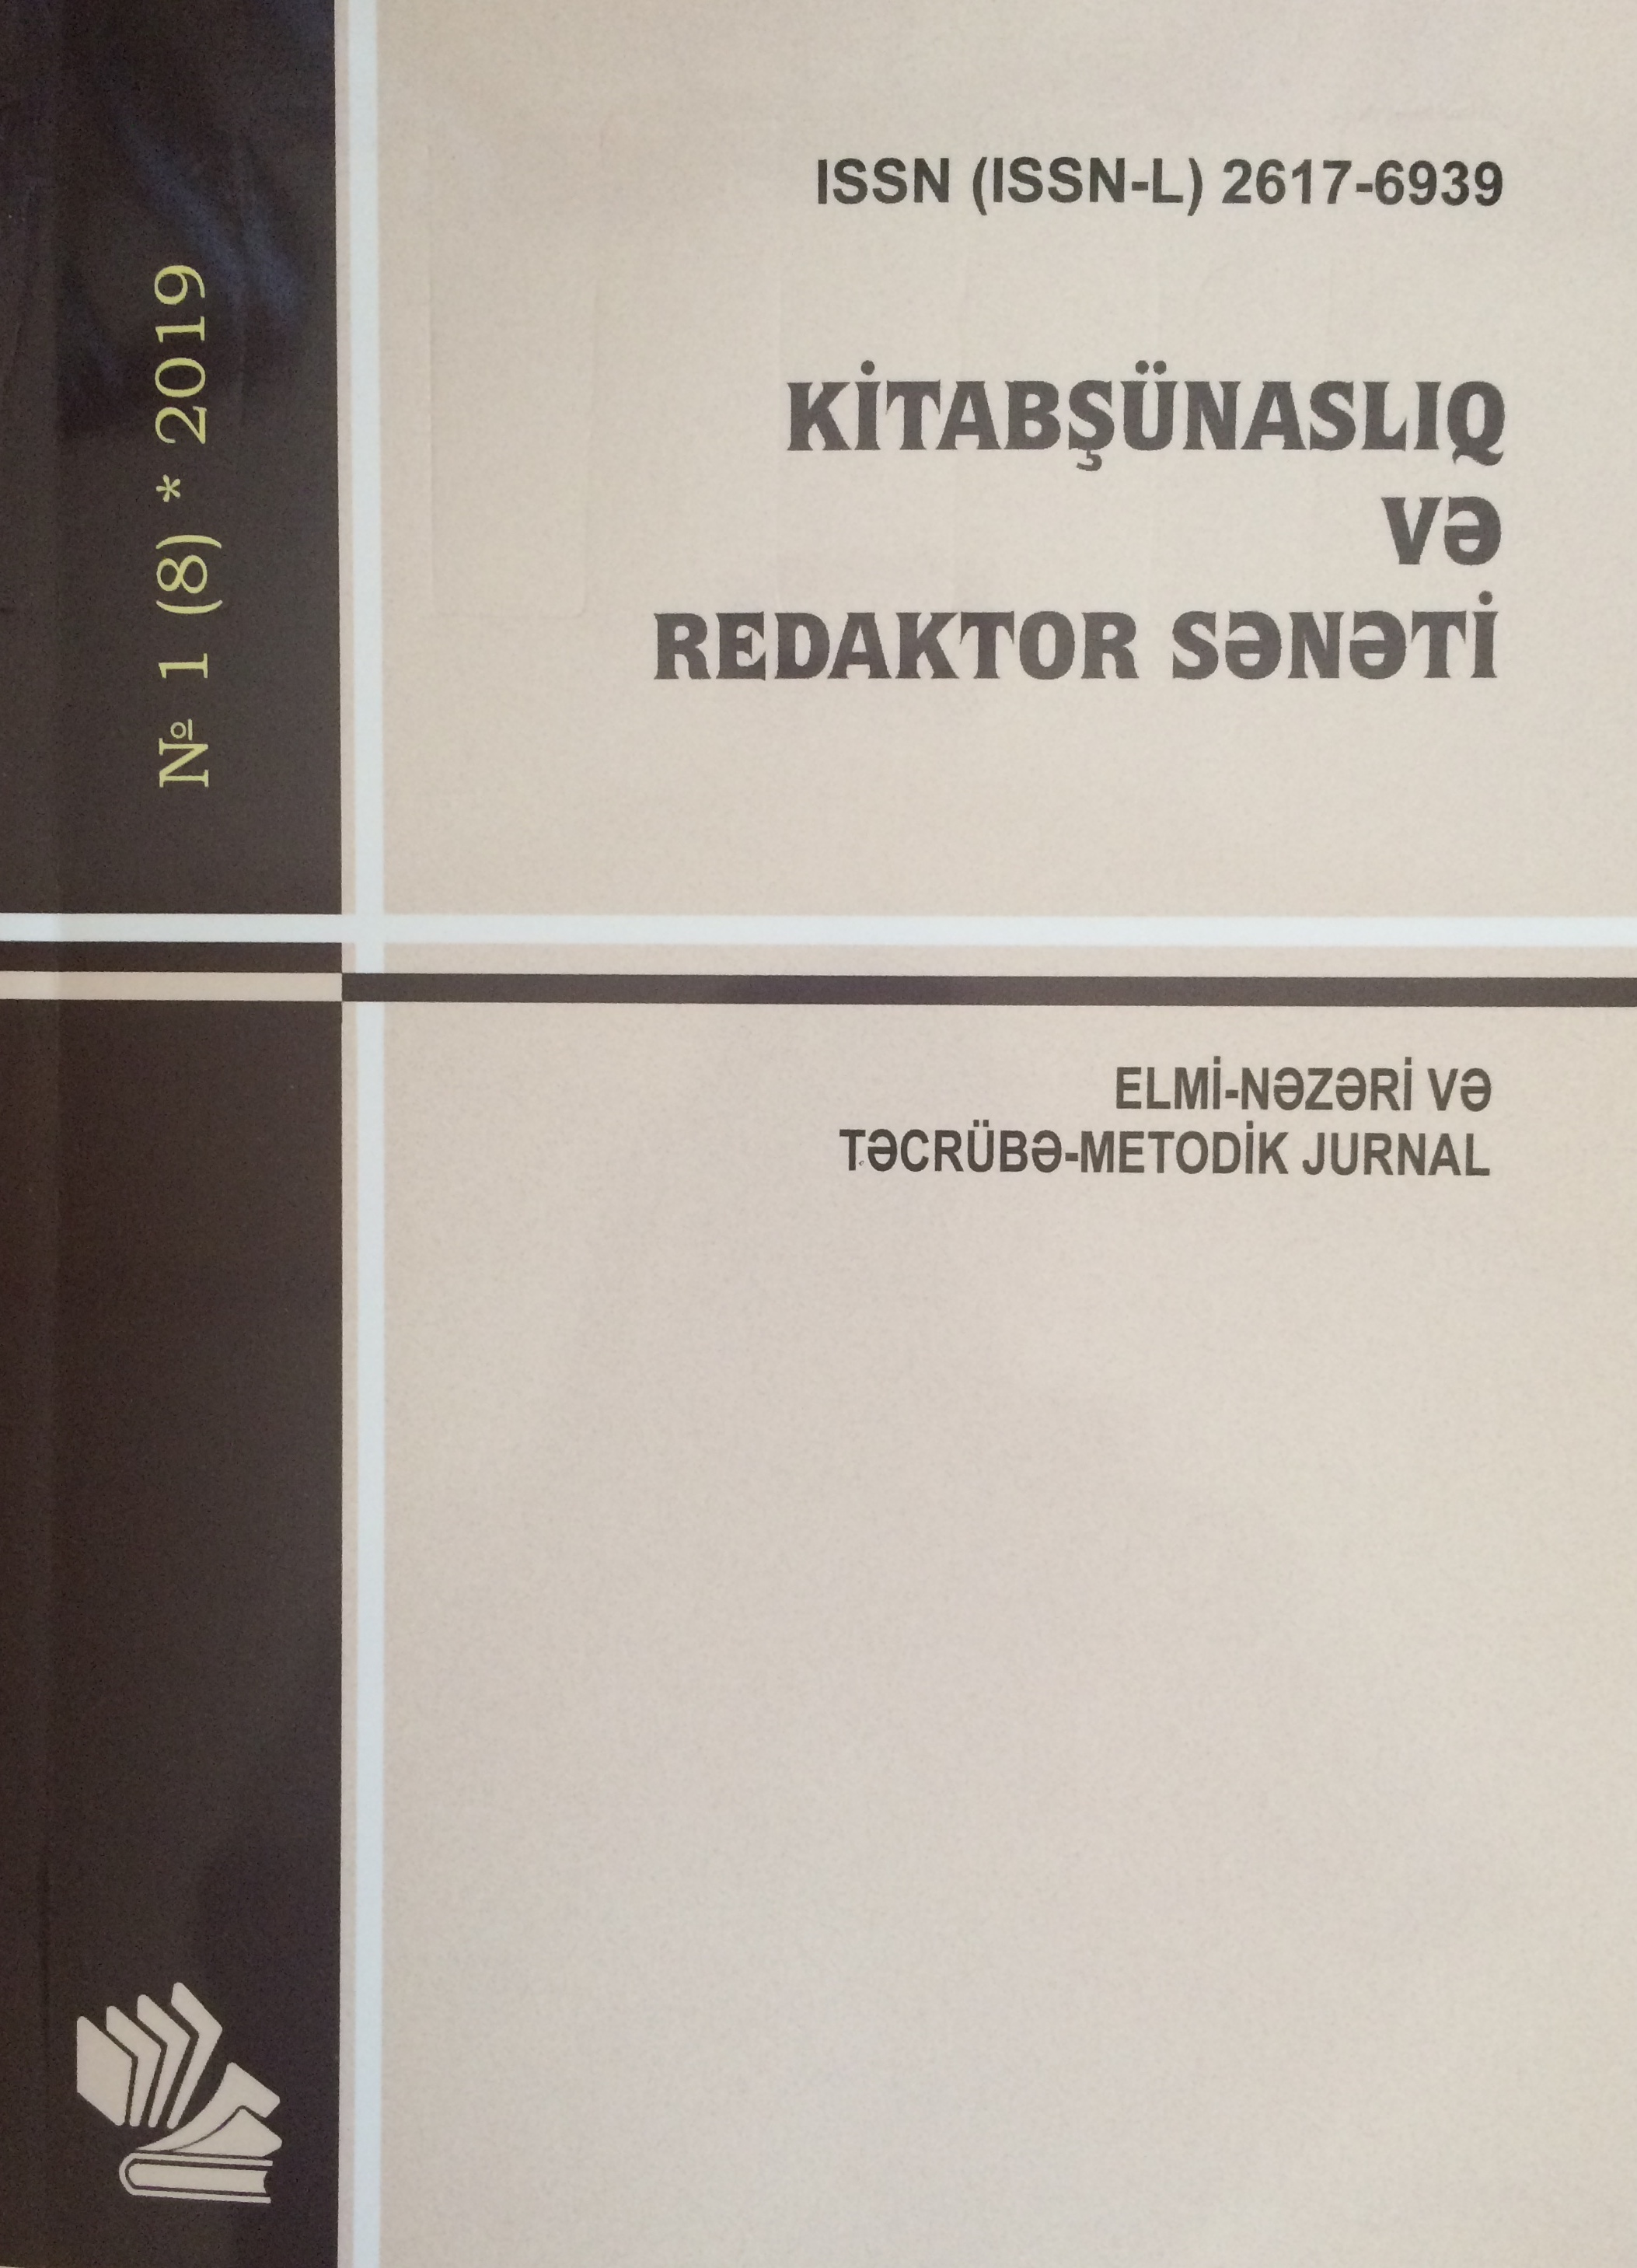 ISSN (ISSN-L) 2617-6939
KİTABŞÜNASLIQ
VƏ
REDAKTOR SƏNƏTİ
№ 1 (8) * 2019
ELMİ-NƏZƏRİ VƏ
TƏCRÜBƏ-METODİK JURNAL